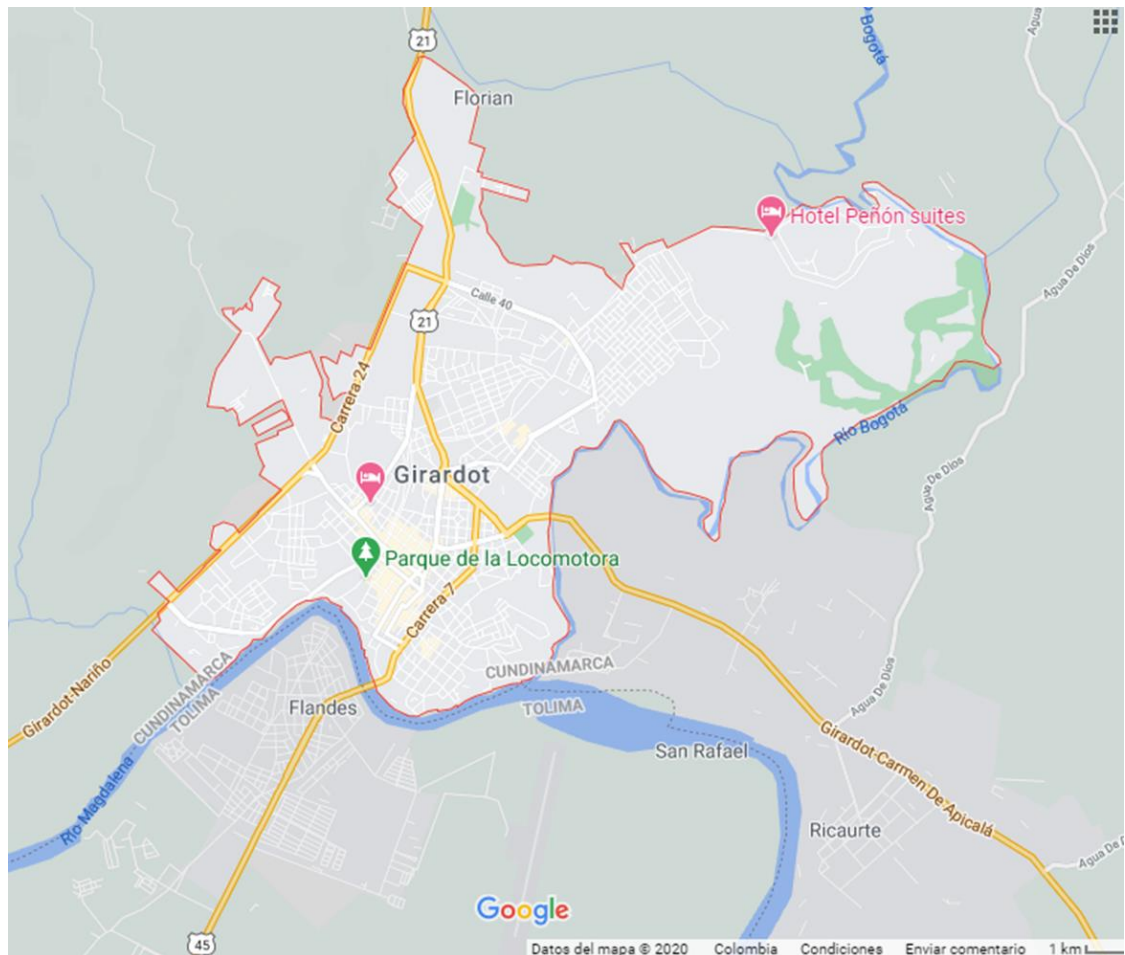 21
Florian
Río Bogotá
Agua
Hotel Peñón suites
Agua De Dios
Calle 40
21
Carrera 24
Río Bogotá
Girardot
Agua De Dios
Parque de la Locomotora
Carrera 7
CUNDINAMARCA
TOLIMA
CUNDINAMARCA
TOLIMA
Agua De Dios
Girardot-Nariño
Flandes
San Rafael
Girardot-Carmen De Apicalá
Río Magdalena
Ricaurte
Agua De D
Google
45
Datos del mapa © 2020 Colombia Condiciones Enviar comentario 1 km